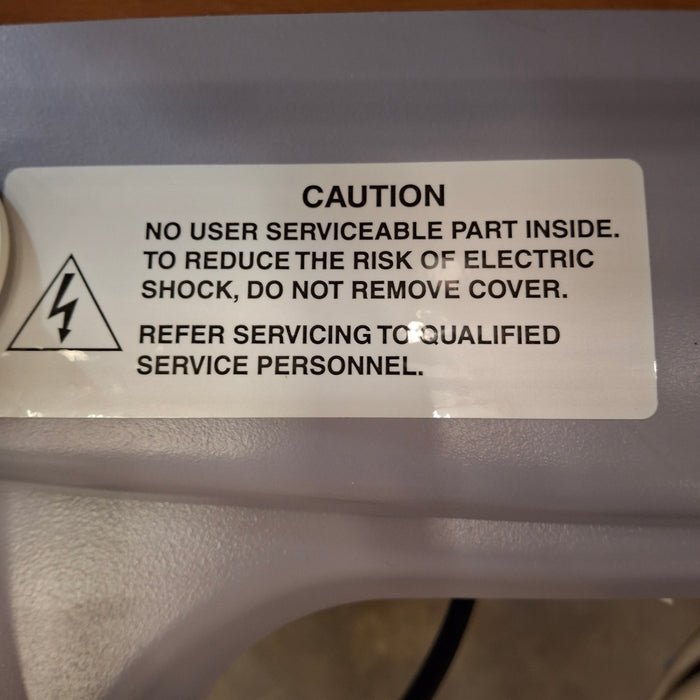 CAUTION
NO USER SERVICEABLE PART INSIDE.
TO REDUCE THE RISK OF ELECTRIC
SHOCK, DO NOT REMOVE COVER.
REFER SERVICING TO QUALIFIED
SERVICE PERSONNEL.